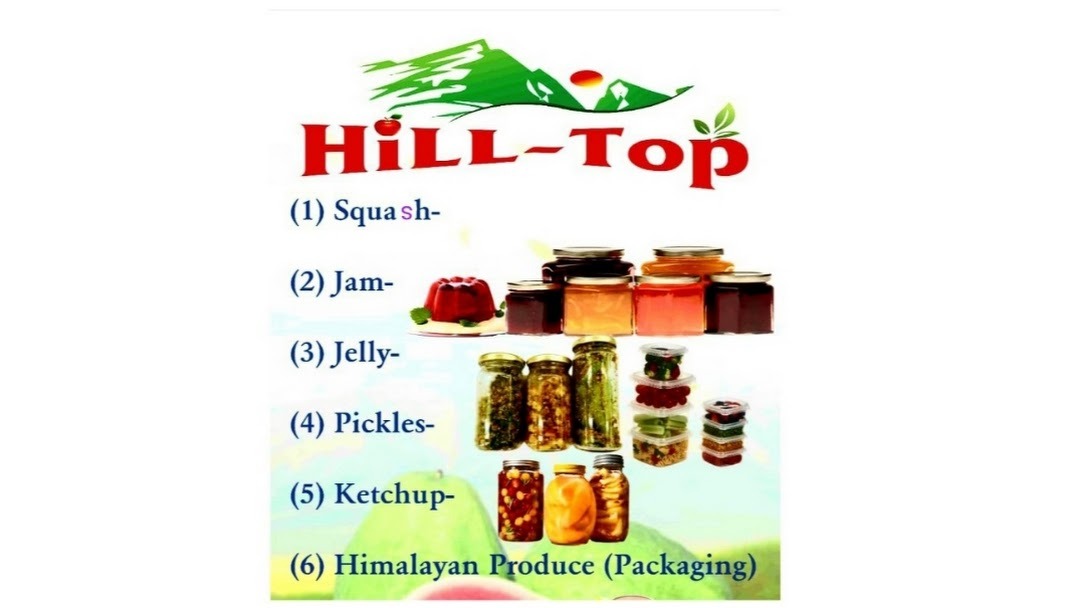 HiLL-Top
(1) Squash-
(2) Jam-
(3) Jelly-
(4) Pickles-
(5) Ketchup-
(6) Himalayan Produce (Packaging)